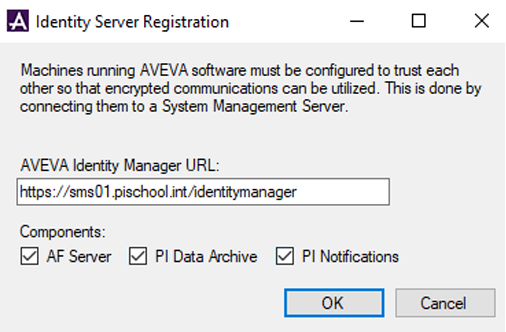 Identity Server Registration
Machines running AVEVA software must be configured to trust each
other so that encrypted communications can be utilized. This is done by
connecting them to a System Management Server.
AVEVA Identity Manager URL:
https://sms01.pischool.int/identitymanager
Components:
AF Server PI Data Archive PI Notifications
OK Cancel